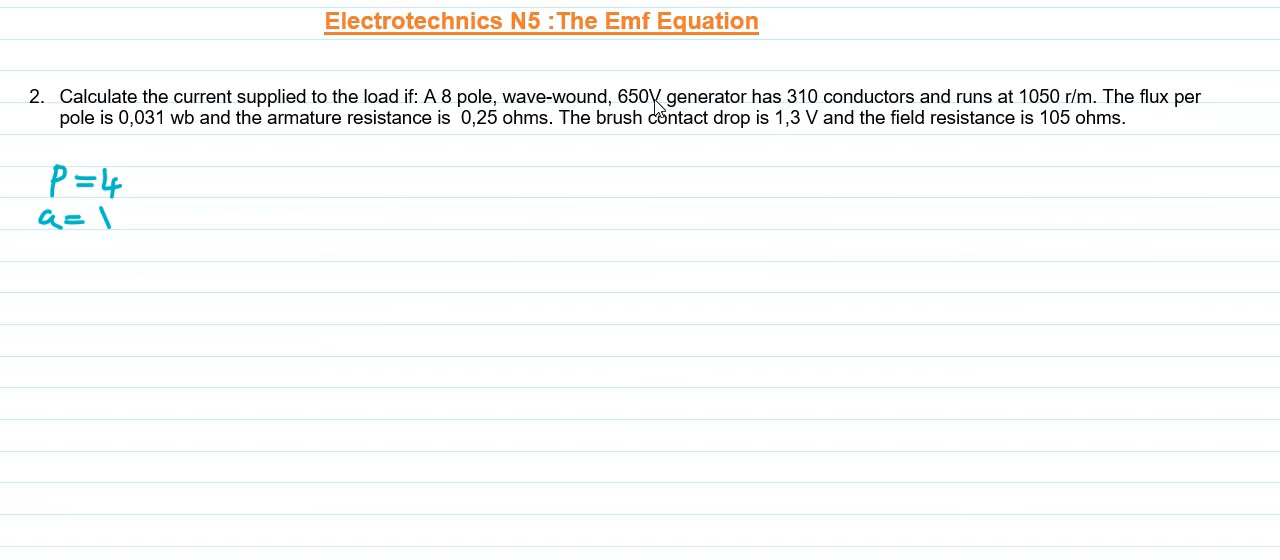 Electrotechnics N5 :The Emf Equation
2. Calculate the current supplied to the load if: A 8 pole, wave-wound, 650V generator has 310 conductors and runs at 1050 r/m. The flux per
pole is 0,031 wb and the armature resistance is 0,25 ohms. The brush contact drop is 1,3 V and the field resistance is 105 ohms.
P = 4
a = 1